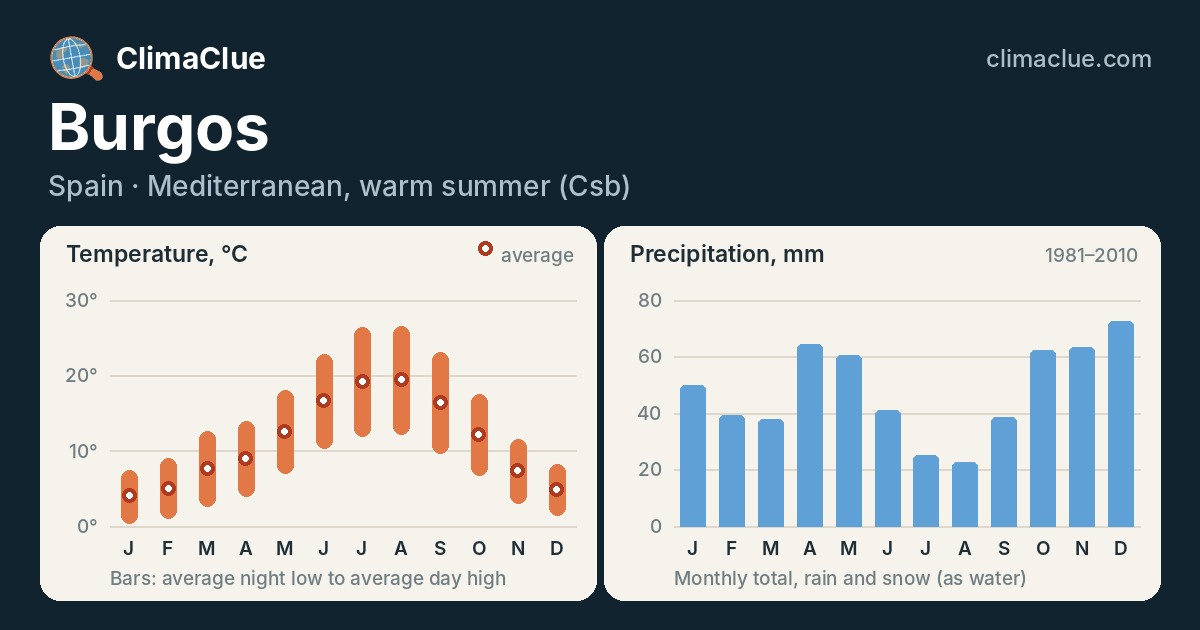 ClimaClue
climaclue.com
Burgos
Spain · Mediterranean, warm summer (Csb)
Temperature, °C
average
30°
20°
10°
0°
J F M A M J J A S O N D
Bars: average night low to average day high
Precipitation, mm
1981–2010
80
60
40
20
0
J F M A M J J A S O N D
Monthly total, rain and snow (as water)